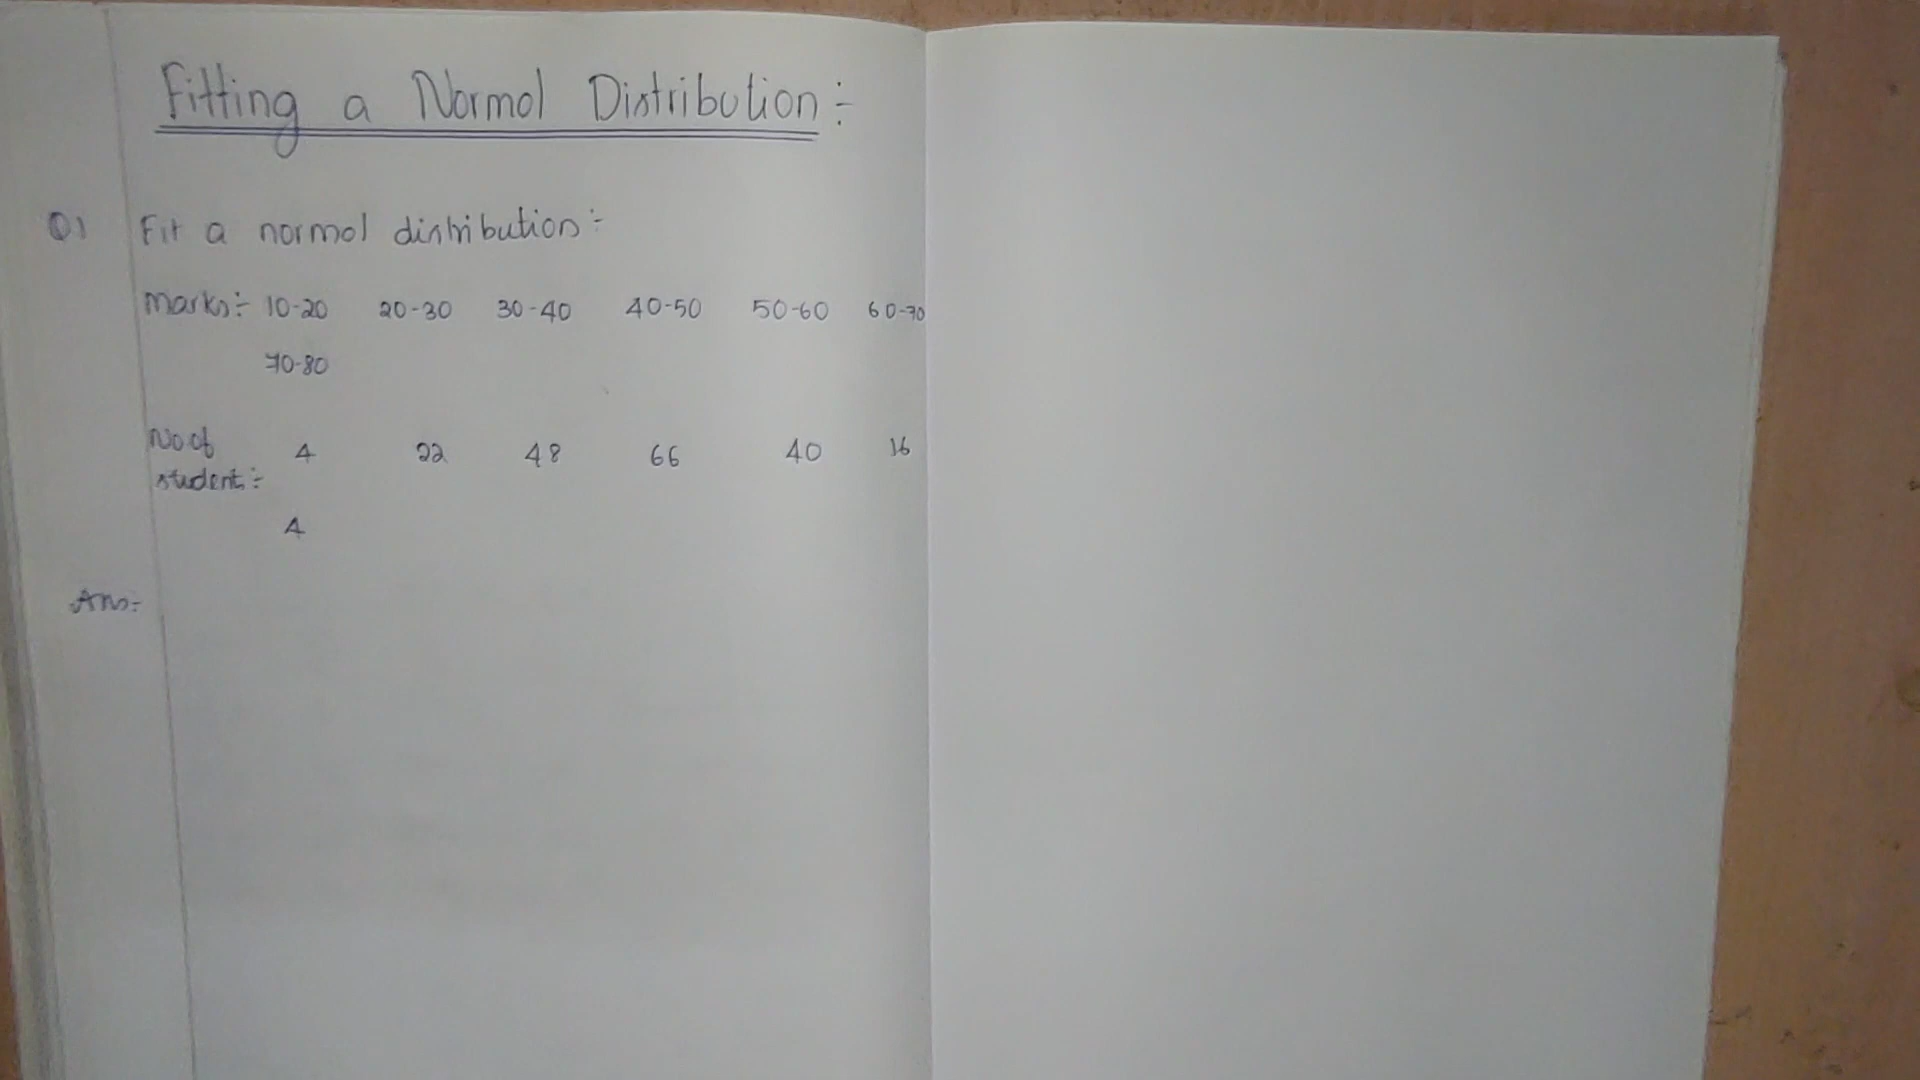 Fitting a Normal Distribution:-
Q1 Fit a normal distribution:-
Marks:- 10-20 20-30 30-40 40-50 50-60 60-70
70-80
No of 4 22 48 66 40 16
student:-
4
Ans-